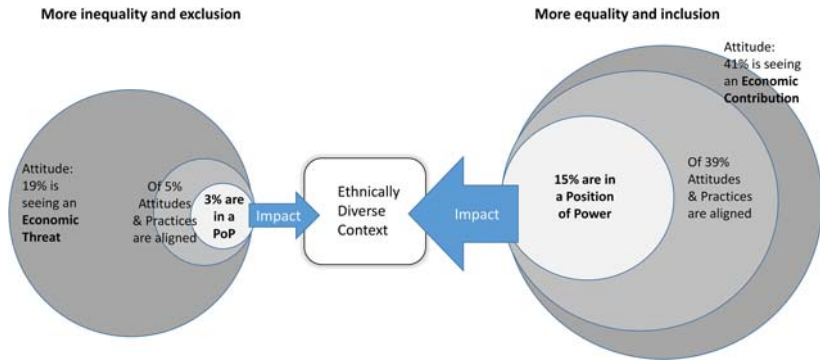 More inequality and exclusion
More equality and inclusion
Attitude:
19% is
seeing an
Economic
Threat
Of 5%
Attitudes
& Practices
are aligned
3% are
in a
PoP
Impact
Ethnically
Diverse
Context
Impact
15% are in
a Position
of Power
Of 39%
Attitudes
& Practices
are aligned
Attitude:
41% is seeing
an Economic
Contribution